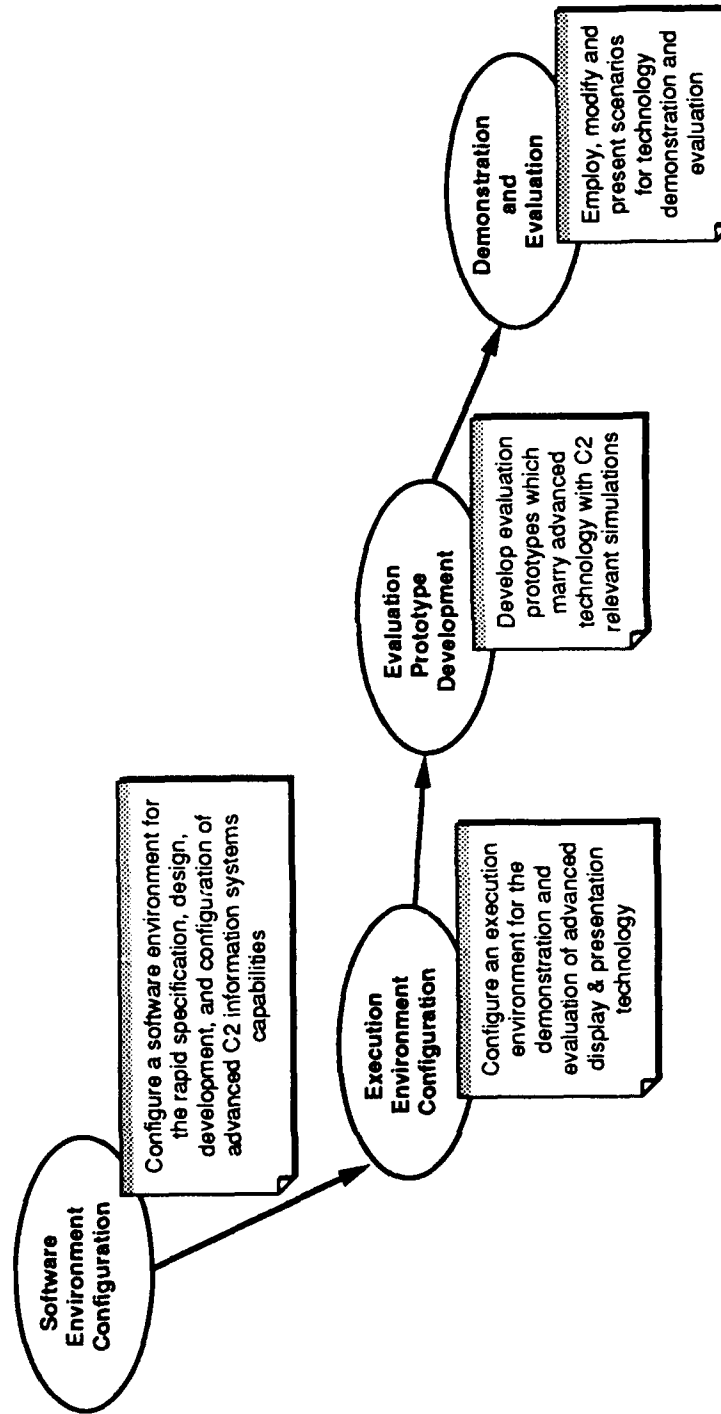 Software
Environment
Configuration
Configure a software environment for
the rapid specification, design,
development, and configuration of
advanced C2 information systems
capabilities
Execution
Environment
Configuration
Configure an execution
environment for the
demonstration and
evaluation of advanced
display & presentation
technology
Evaluation
Prototype
Development
Develop evaluation
prototypes which
marry advanced
technology with C2
relevant simulations
Demonstration
and
Evaluation
Employ, modify and
present scenarios
for technology
demonstration and
evaluation